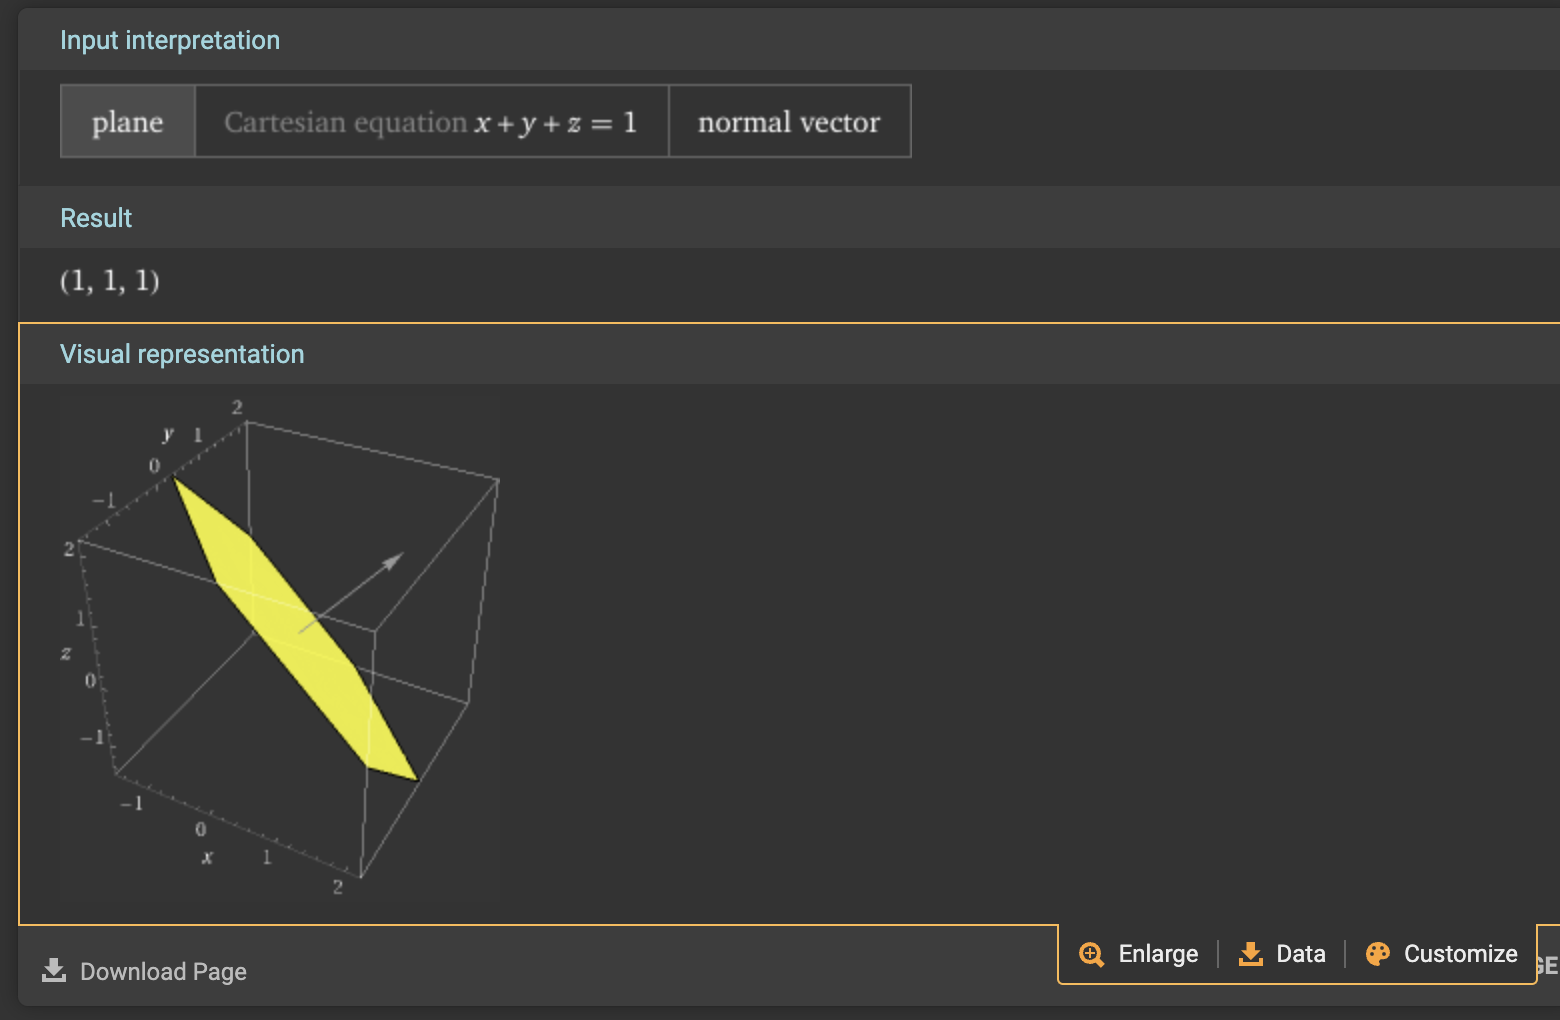 Input interpretation
plane Cartesian equation x + y + z = 1 normal vector
Result
(1, 1, 1)
Visual representation
2
y 1
0
−1
2
1
z
0
−1
−1
0
x 1
2
Enlarge Data Customize
Download Page
GE